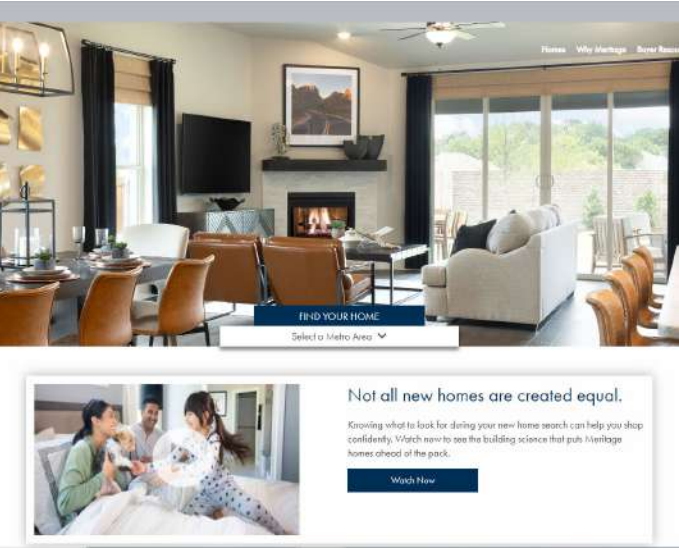 Homes Why Meritage Buyer
FIND YOUR HOME
Select a Metro Area
Not all new homes are created equal.
Knowing what to look for during your new home search can help you shop
confidently. Watch now to see the building science that puts Meritage
homes ahead of the pack.
Watch Now